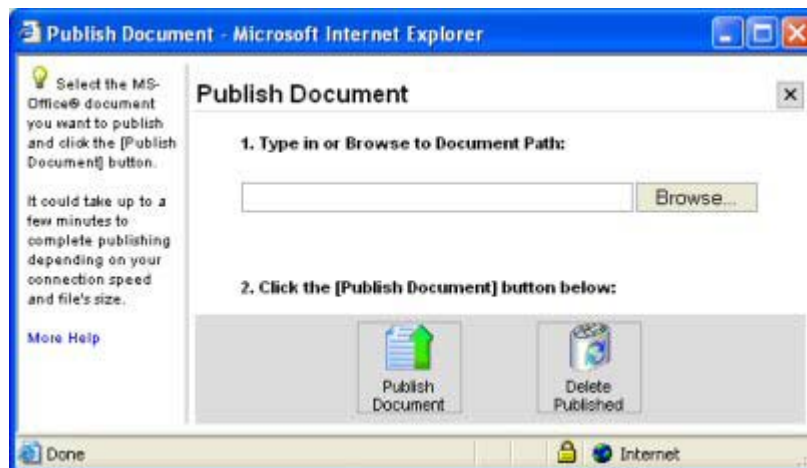 Publish Document - Microsoft Internet Explorer
Select the MS-
Office® document
you want to publish
and click the [Publish
Document] button.
It could take up to a
few minutes to
complete publishing
depending on your
connection speed
and file's size.
More Help
Publish Document
1. Type in or Browse to Document Path:
Browse...
2. Click the [Publish Document] button below:
Publish
Document
Delete
Published
Done
Internet